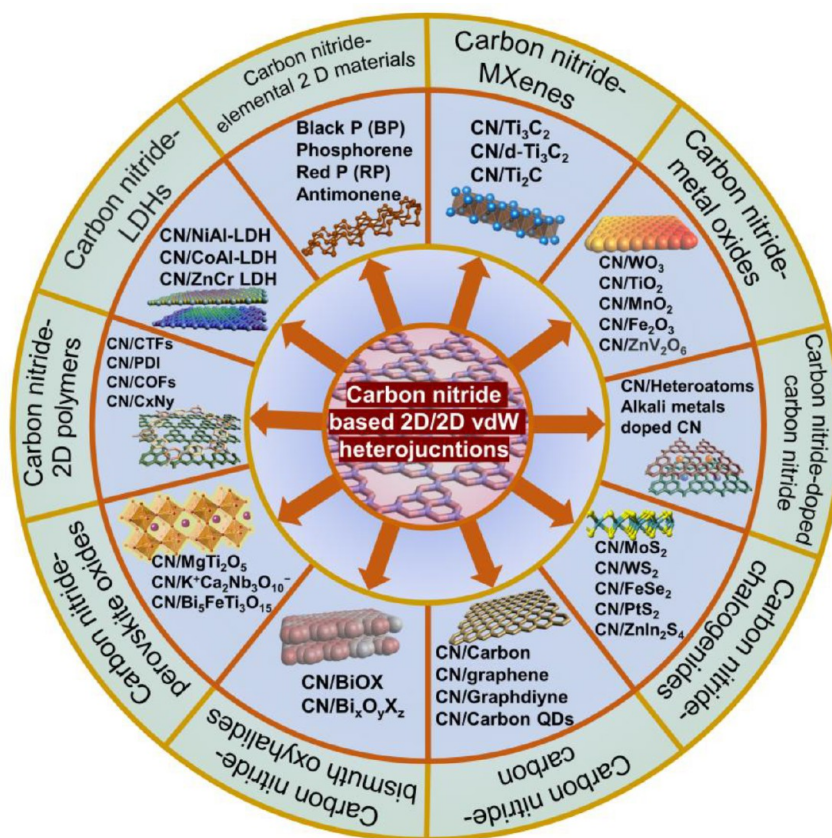 Carbon nitride
based 2D/2D vdW
heterojucntions
Carbon nitride-
MXenes
CN/Ti₃C₂
CN/d-Ti₃C₂
CN/Ti₂C
Carbon nitride-
metal oxides
CN/WO₃
CN/TiO₂
CN/MnO₂
CN/Fe₂O₃
CN/ZnV₂O₆
Carbon nitride-doped
carbon nitride
CN/Heteroatoms
Alkali metals
doped CN
Carbon nitride-
chalcogenides
CN/MoS₂
CN/WS₂
CN/FeSe₂
CN/PtS₂
CN/ZnIn₂S₄
Carbon nitride-
carbon
CN/Carbon
CN/graphene
CN/Graphdiyne
CN/Carbon QDs
Carbon nitride-
bismuth oxyhalides
CN/BiOX
CN/BiₓOᵧX_z
Carbon nitride-
perovskite oxides
CN/MgTi₂O₅
CN/K⁺Ca₂Nb₃O₁₀⁻
CN/Bi₅FeTi₃O₁₅
Carbon nitride-
2D polymers
CN/CTFs
CN/PDI
CN/COFs
CN/CxNy
Carbon nitride-
LDHs
CN/NiAl-LDH
CN/CoAl-LDH
CN/ZnCr LDH
Carbon nitride-
elemental 2 D materials
Black P (BP)
Phosphorene
Red P (RP)
Antimonene